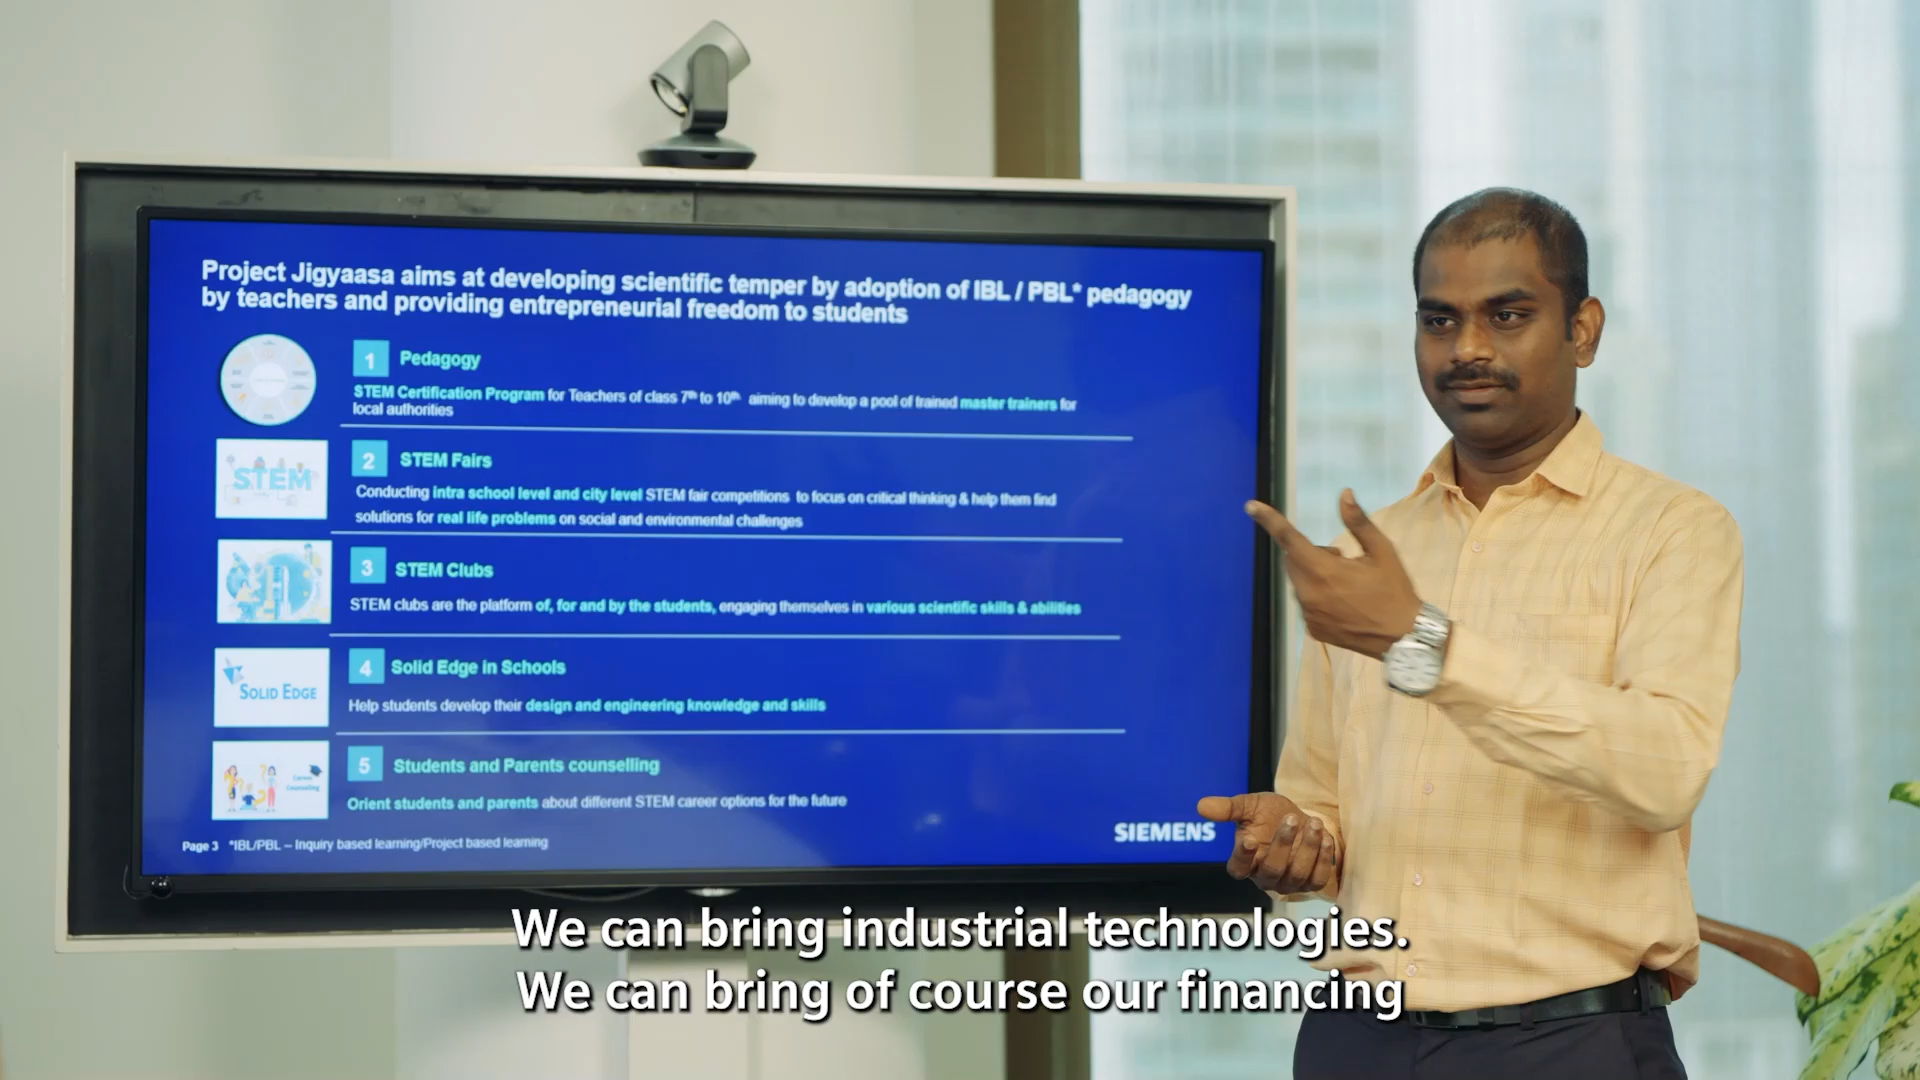 Project Jigyaasa aims at developing scientific temper by adoption of IBL / PBL* pedagogy
by teachers and providing entrepreneurial freedom to students
1 Pedagogy
STEM Certification Program for Teachers of class 7th to 10th aiming to develop a pool of trained master trainers for
local authorities
STEM
2 STEM Fairs
Conducting intra school level and city level STEM fair competitions to focus on critical thinking & help them find
solutions for real life problems on social and environmental challenges
3 STEM Clubs
STEM clubs are the platform of, for and by the students, engaging themselves in various scientific skills & abilities
SOLID EDGE
4 Solid Edge in Schools
Help students develop their design and engineering knowledge and skills
Career
Counseling
5 Students and Parents counselling
Orient students and parents about different STEM career options for the future
SIEMENS
Page 3 *IBL/PBL – Inquiry based learning/Project based learning
We can bring industrial technologies.
We can bring of course our financing